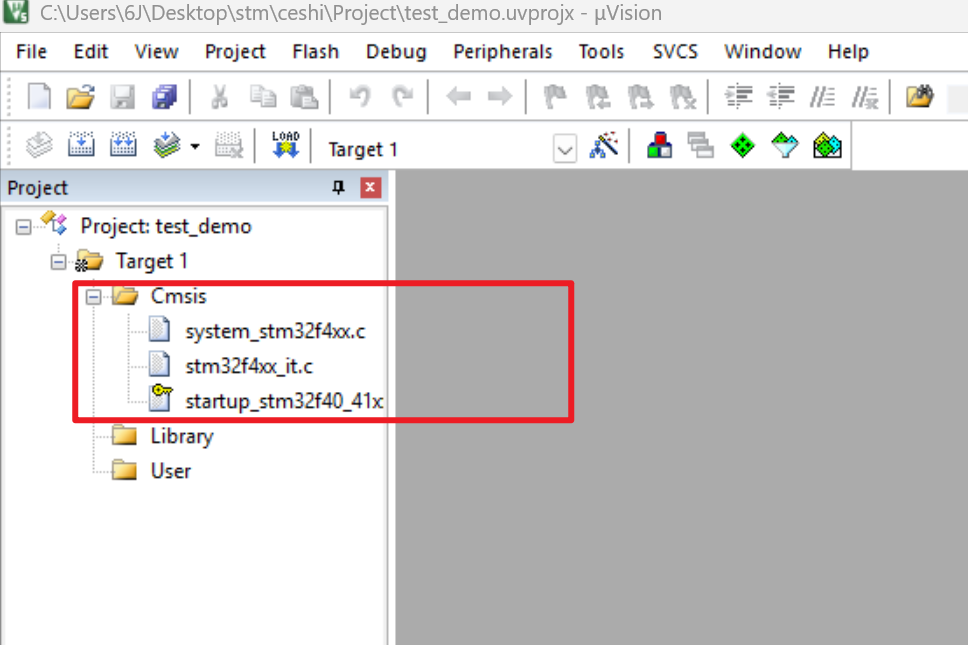 C:\Users\6J\Desktop\stm\ceshi\Project\test_demo.uvprojx - µVision
File Edit View Project Flash Debug Peripherals Tools SVCS Window Help
LOAD Target 1
Project
Project: test_demo
Target 1
Cmsis
system_stm32f4xx.c
stm32f4xx_it.c
startup_stm32f40_41x
Library
User